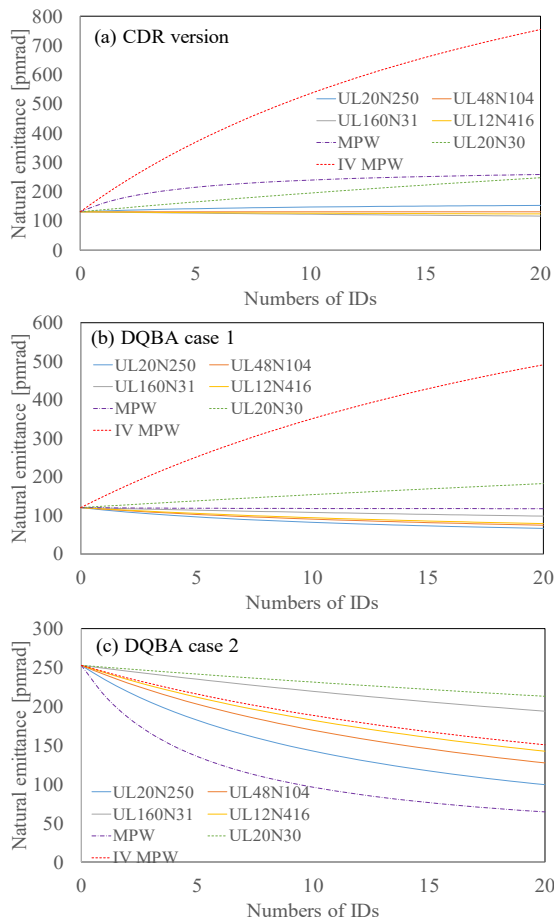 (a) CDR version
Natural emittance [pmrad]
800
700
600
500
400
300
200
100
0
UL20N250 UL48N104
UL160N31 UL12N416
MPW UL20N30
IV MPW
0 5 10 15 20
Numbers of IDs
(b) DQBA case 1
Natural emittance [pmrad]
600
500
400
300
200
100
0
UL20N250 UL48N104
UL160N31 UL12N416
MPW UL20N30
IV MPW
0 5 10 15 20
Numbers of IDs
(c) DQBA case 2
Natural emittance [pmrad]
300
250
200
150
100
50
0
UL20N250 UL48N104
UL160N31 UL12N416
MPW UL20N30
IV MPW
0 5 10 15 20
Numbers of IDs